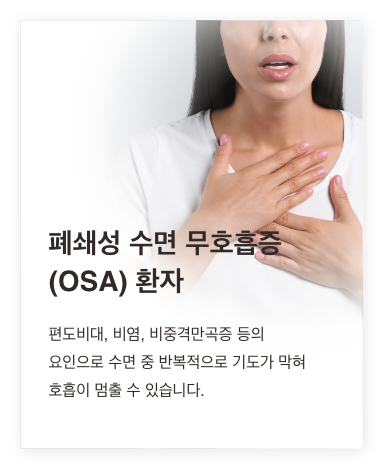 폐쇄성 수면 무호흡증
(OSA) 환자
편도비대, 비염, 비중격만곡증 등의
요인으로 수면 중 반복적으로 기도가 막혀
호흡이 멈출 수 있습니다.